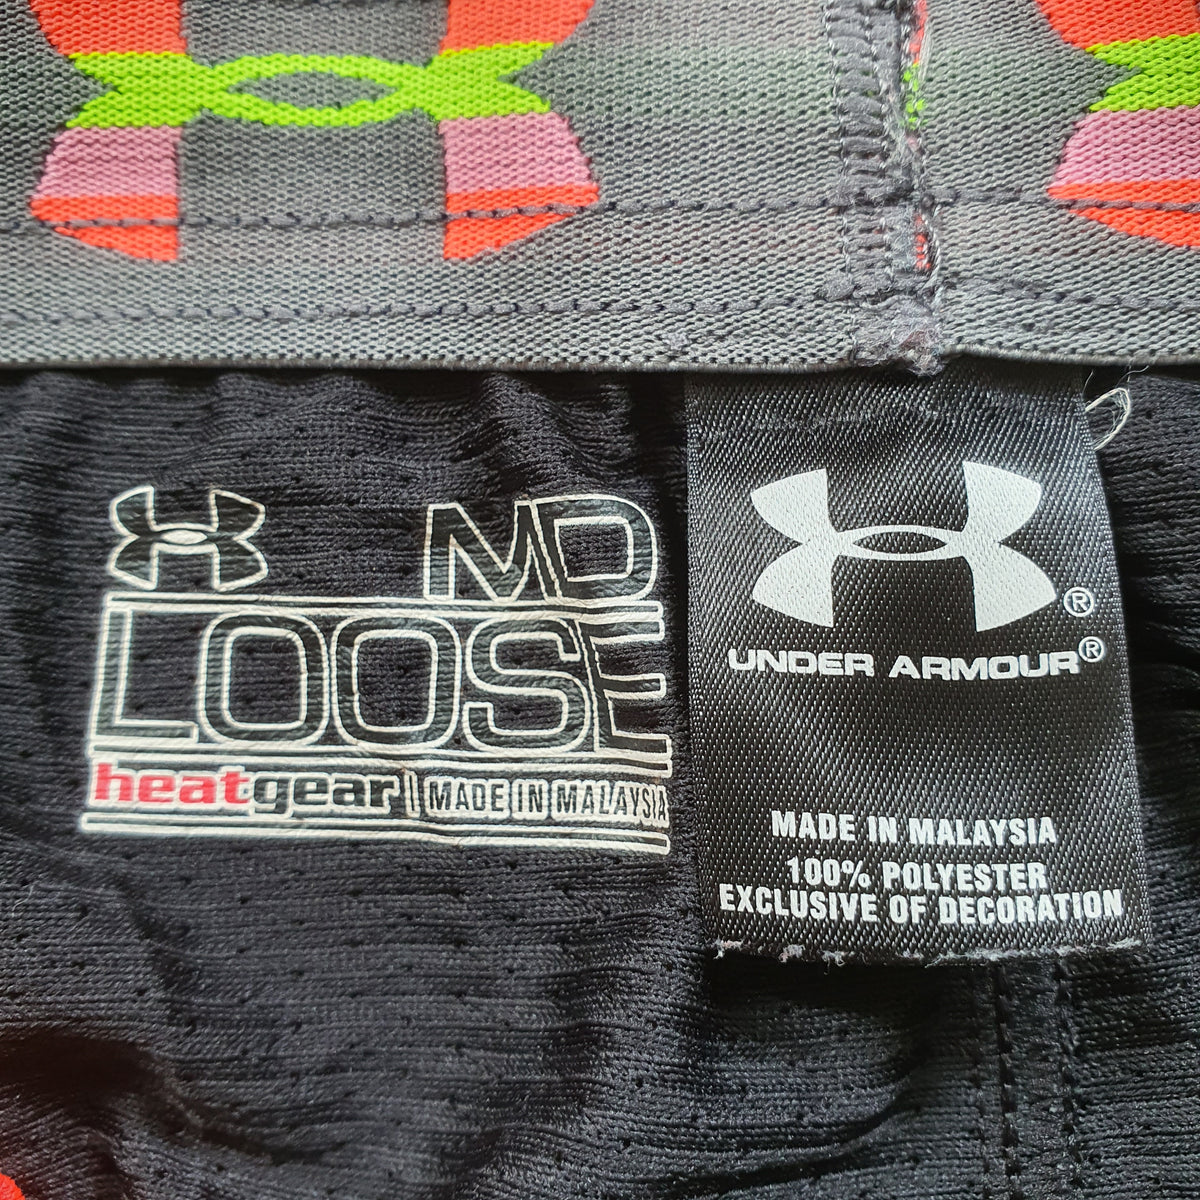 MD
LOOSE
heatgear | MADE IN MALAYSIA
®
UNDER ARMOUR®
MADE IN MALAYSIA
100% POLYESTER
EXCLUSIVE OF DECORATION